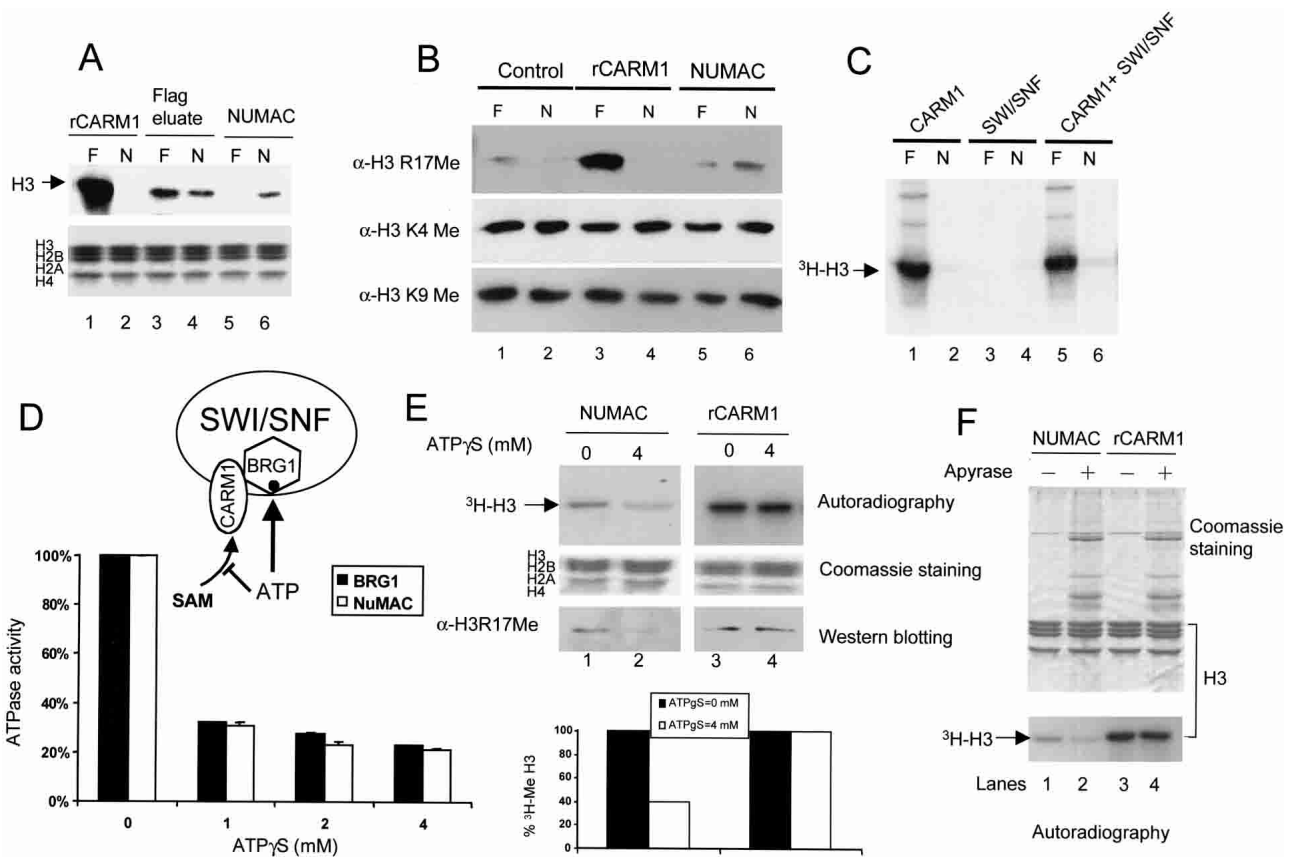 A
rCARM1
Flag
eluate
NUMAC
F N F N F N
H3
H3
H2B
H2A
H4
1 2 3 4 5 6
B
Control rCARM1 NUMAC
F N F N F N
α-H3 R17Me
α-H3 K4 Me
α-H3 K9 Me
1 2 3 4 5 6
C
CARM1
SWI/SNF
CARM1+ SWI/SNF
F N F N F N
³H-H3
1 2 3 4 5 6
D
SWI/SNF
BRG1
CARM1
SAM
ATP
BRG1
NuMAC
ATPase activity
100%
80%
60%
40%
20%
0%
0 1 2 4
ATPγS (mM)
E
NUMAC rCARM1
ATPγS (mM)
0 4 0 4
³H-H3
Autoradiography
H3
H2B
H2A
H4
Coomassie staining
α-H3R17Me
Western blotting
1 2 3 4
ATPgS=0 mM
ATPgS=4 mM
% ³H-Me H3
100
80
60
40
20
0
F
NUMAC rCARM1
Apyrase
− + − +
Coomassie
staining
H3
³H-H3
Lanes 1 2 3 4
Autoradiography